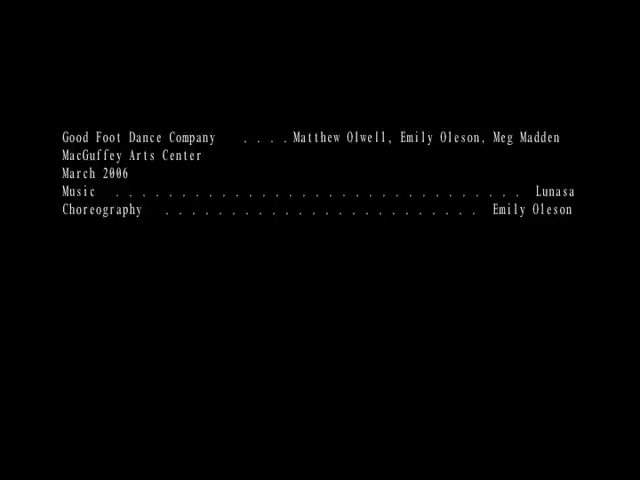 Good Foot Dance Company . . . . Matthew Olwell, Emily Oleson, Meg Madden
MacGuffey Arts Center
March 2006
Music . . . . . . . . . . . . . . . . . . . . . . . . . . . . . . . Lunasa
Choreography . . . . . . . . . . . . . . . . . . . . . . . . Emily Oleson